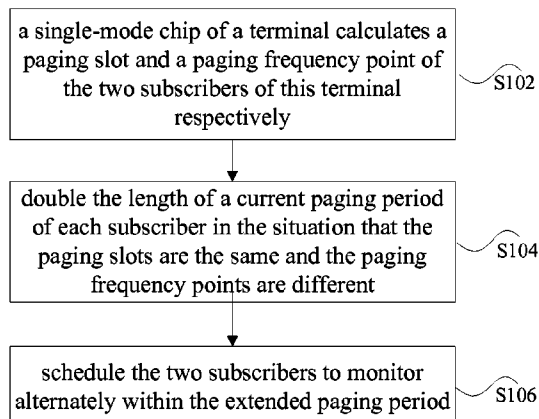 a single-mode chip of a terminal calculates a
paging slot and a paging frequency point of
the two subscribers of this terminal
respectively
S102
double the length of a current paging period
of each subscriber in the situation that the
paging slots are the same and the paging
frequency points are different
S104
schedule the two subscribers to monitor
alternately within the extended paging period
S106